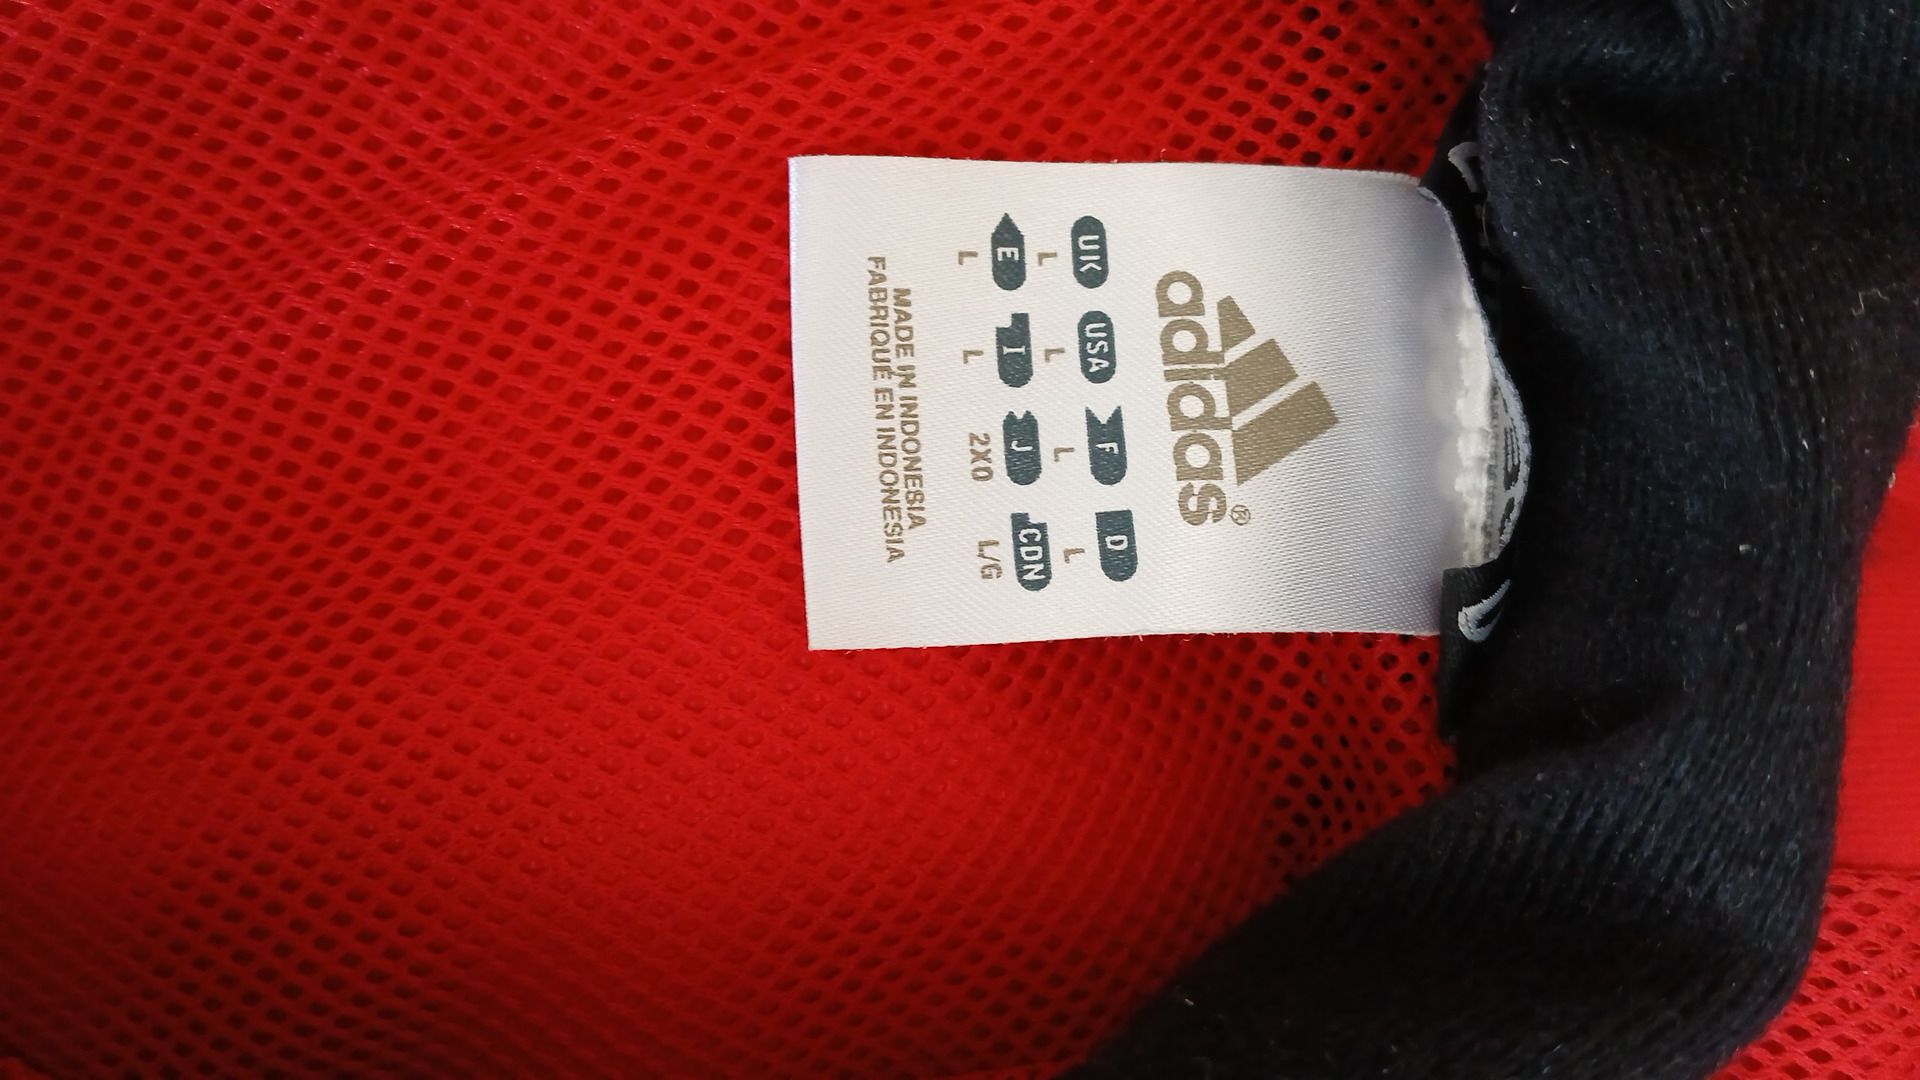 adidas®
UK USA F D
L L L L
E I J CDN
L L 2XO L/G
MADE IN INDONESIA
FABRIQUÉ EN INDONESIA